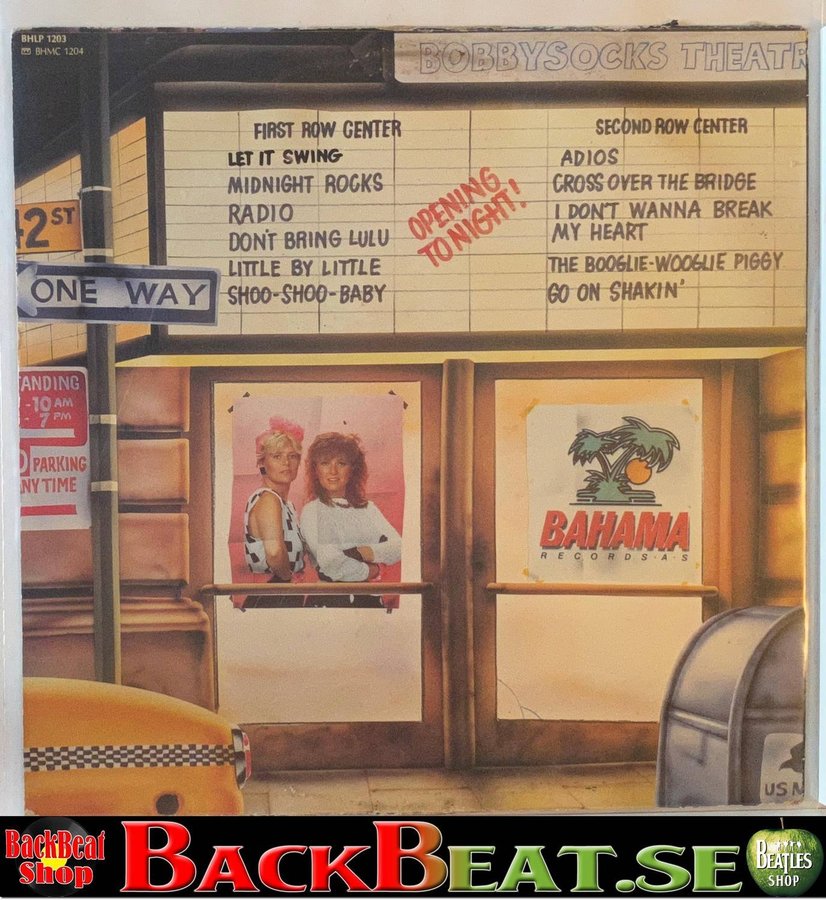 BHLP 1203
BHMC 1204
BOBBYSOCKS THEATR
FIRST ROW CENTER
LET IT SWING
MIDNIGHT ROCKS
RADIO
DON'T BRING LULU
LITTLE BY LITTLE
SHOO-SHOO-BABY
OPENING
TO NIGHT!
SECOND ROW CENTER
ADIOS
CROSS OVER THE BRIDGE
I DON'T WANNA BREAK
MY HEART
THE BOOGLIE-WOOGLIE PIGGY
GO ON SHAKIN'
42 ST
ONE WAY
TANDING
-10 AM
- 7 PM
PARKING
NY TIME
BAHAMA
RECORDS·A·S
US M
BackBeat
Shop
BACKBEAT.SE
BEATLES
SHOP